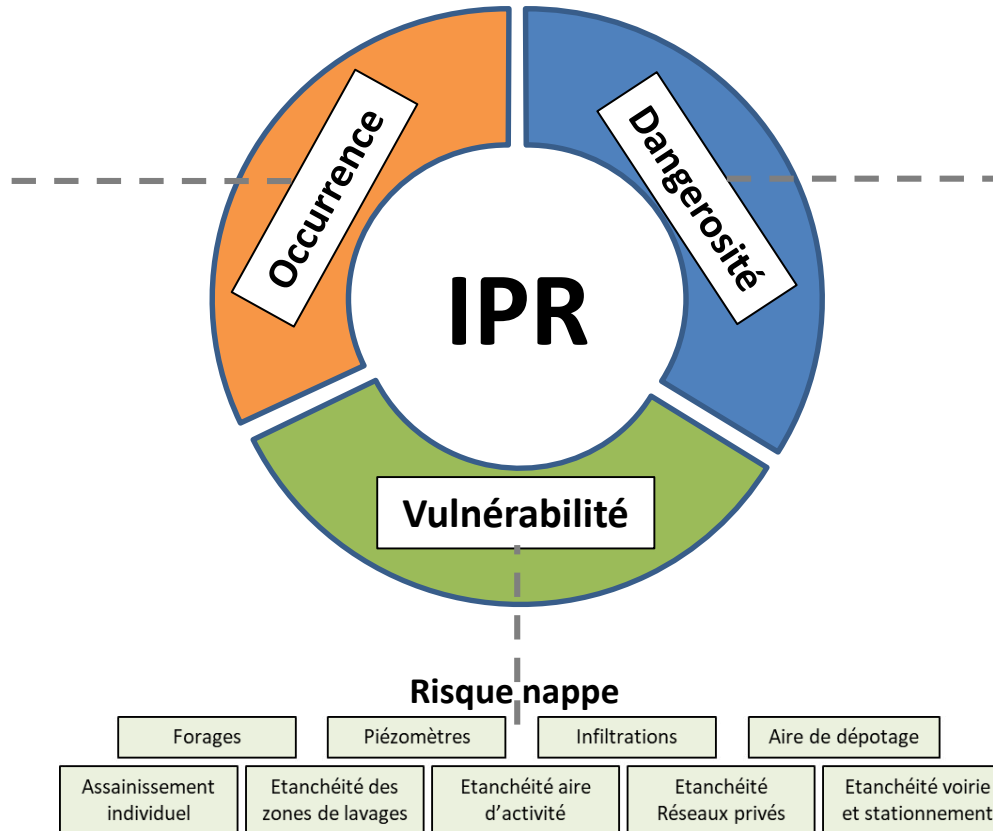 Occurrence
Dangerosité
IPR
Vulnérabilité
Risque nappe
Forages
Piézomètres
Infiltrations
Aire de dépotage
Assainissement
individuel
Etanchéité des
zones de lavages
Etanchéité aire
d’activité
Etanchéité
Réseaux privés
Etanchéité voirie
et stationnement